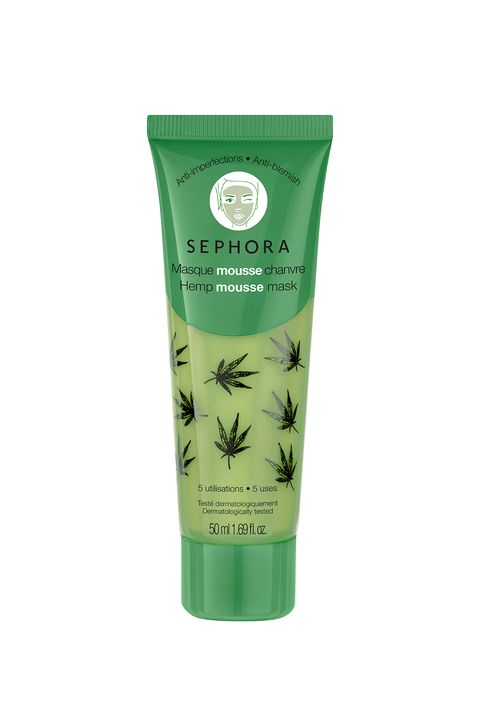 Anti-imperfections • Anti-blemish
SEPHORA
Masque mousse chanvre
Hemp mousse mask
5 utilisations • 5 uses
Testé dermatologiquement
Dermatologically tested
50 ml 1.69 fl. oz.